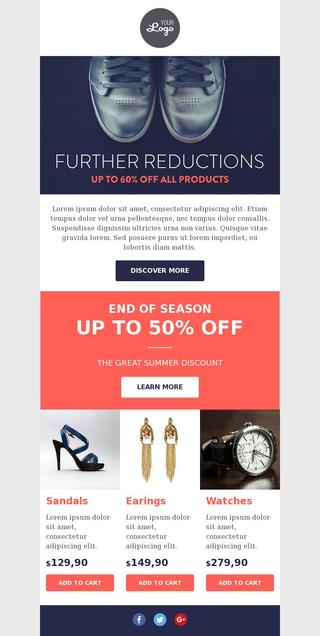 YOUR
Logo
FURTHER REDUCTIONS
UP TO 60% OFF ALL PRODUCTS
Lorem ipsum dolor sit amet, consectetur adipiscing elit. Etiam
tempus dolor vel urna pellentesque, nec tempus dolor convallis.
Suspendisse dignissim ultricies urna non varius. Quisque vitae
gravida lorem. Sed posuere purus ut lorem imperdiet, eu
lobortis diam mattis.
DISCOVER MORE
END OF SEASON
UP TO 50% OFF
THE GREAT SUMMER DISCOUNT
LEARN MORE
Sandals
Lorem ipsum dolor
sit amet,
consectetur
adipiscing elit.
$129,90
ADD TO CART
Earings
Lorem ipsum dolor
sit amet,
consectetur
adipiscing elit.
$149,90
ADD TO CART
Watches
Lorem ipsum dolor
sit amet,
consectetur
adipiscing elit.
$279,90
ADD TO CART
f
G+